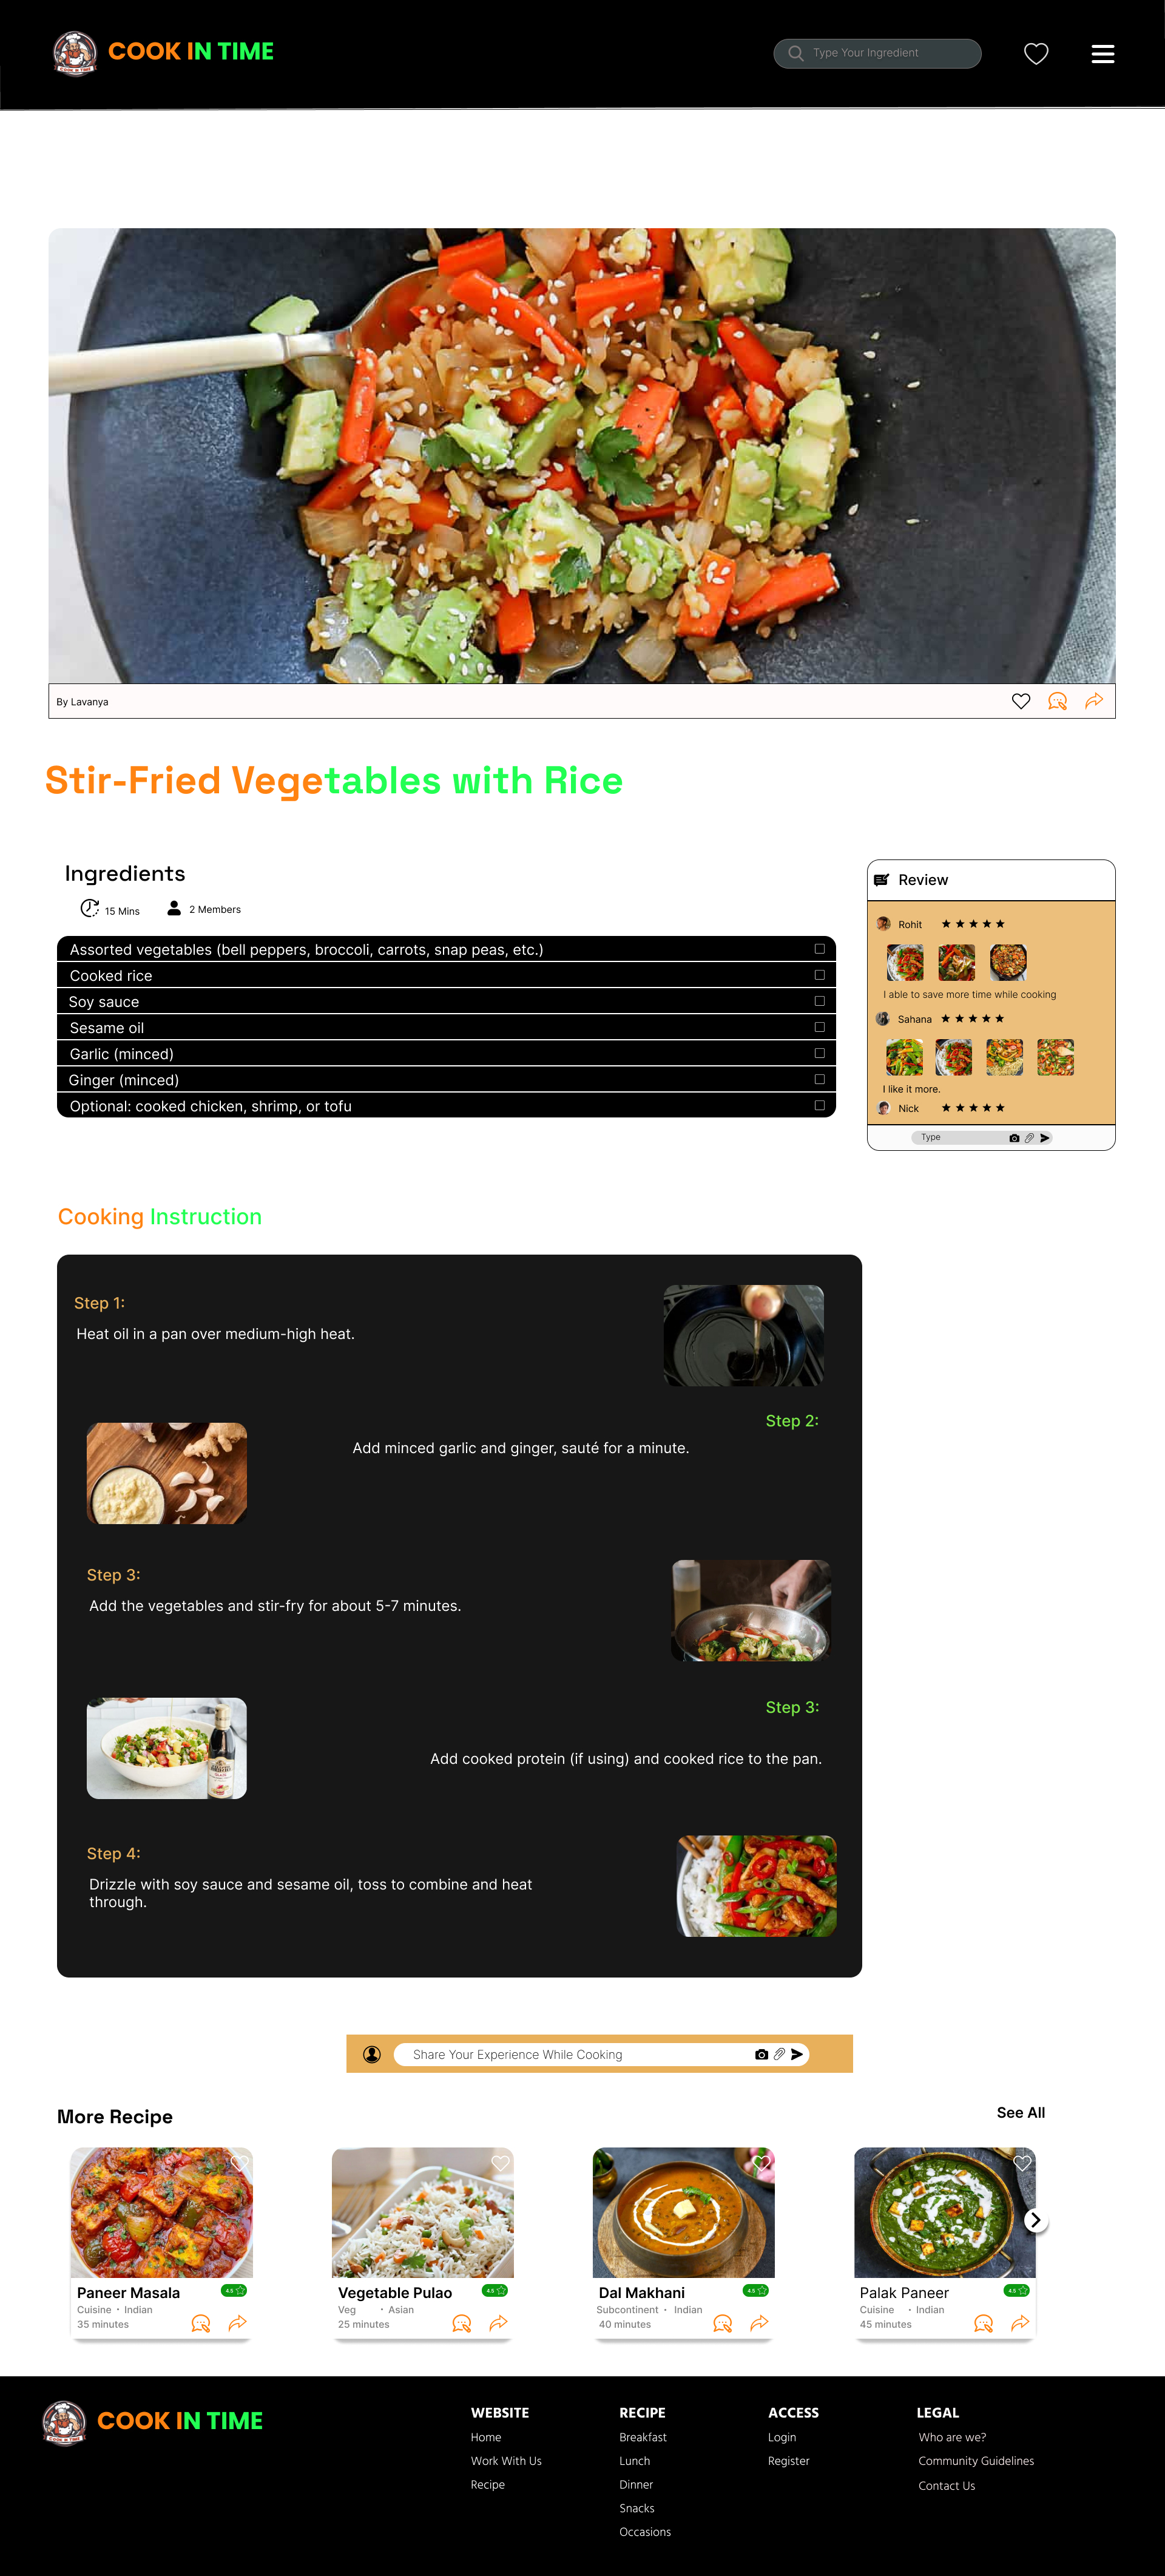 COOK IN TIME
Type Your Ingredient
By Lavanya
Stir-Fried Vegetables with Rice
Ingredients
15 Mins
2 Members
Assorted vegetables (bell peppers, broccoli, carrots, snap peas, etc.)
Cooked rice
Soy sauce
Sesame oil
Garlic (minced)
Ginger (minced)
Optional: cooked chicken, shrimp, or tofu
Review
Rohit
I able to save more time while cooking
Sahana
I like it more.
Nick
Type
Cooking Instruction
Step 1:
Heat oil in a pan over medium-high heat.
Step 2:
Add minced garlic and ginger, sauté for a minute.
Step 3:
Add the vegetables and stir-fry for about 5-7 minutes.
Step 3:
Add cooked protein (if using) and cooked rice to the pan.
Step 4:
Drizzle with soy sauce and sesame oil, toss to combine and heat
through.
Share Your Experience While Cooking
More Recipe
See All
Paneer Masala
4.5
Cuisine • Indian
35 minutes
Vegetable Pulao
4.5
Veg • Asian
25 minutes
Dal Makhani
4.5
Subcontinent • Indian
40 minutes
Palak Paneer
4.5
Cuisine • Indian
45 minutes
COOK IN TIME
WEBSITE
Home
Work With Us
Recipe
RECIPE
Breakfast
Lunch
Dinner
Snacks
Occasions
ACCESS
Login
Register
LEGAL
Who are we?
Community Guidelines
Contact Us